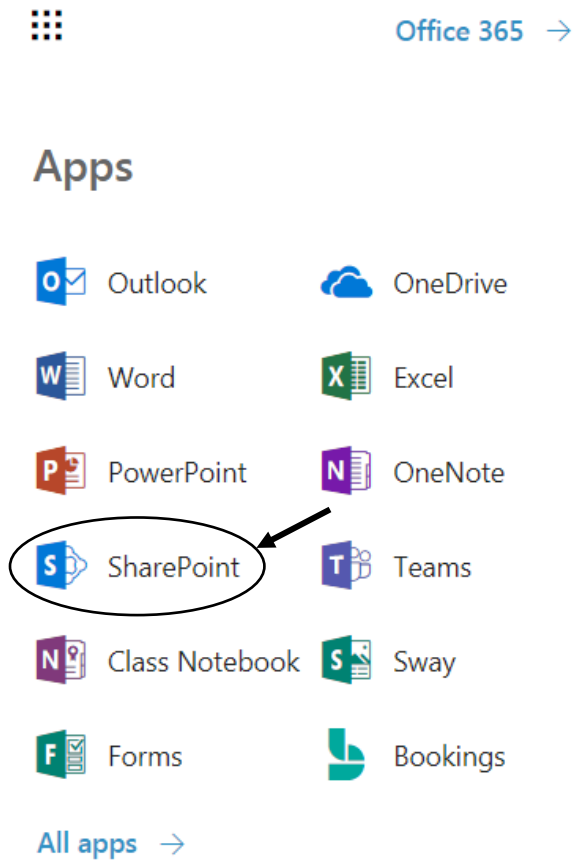 Office 365 →
Apps
Outlook OneDrive
Word Excel
PowerPoint OneNote
SharePoint Teams
Class Notebook Sway
Forms Bookings
All apps →